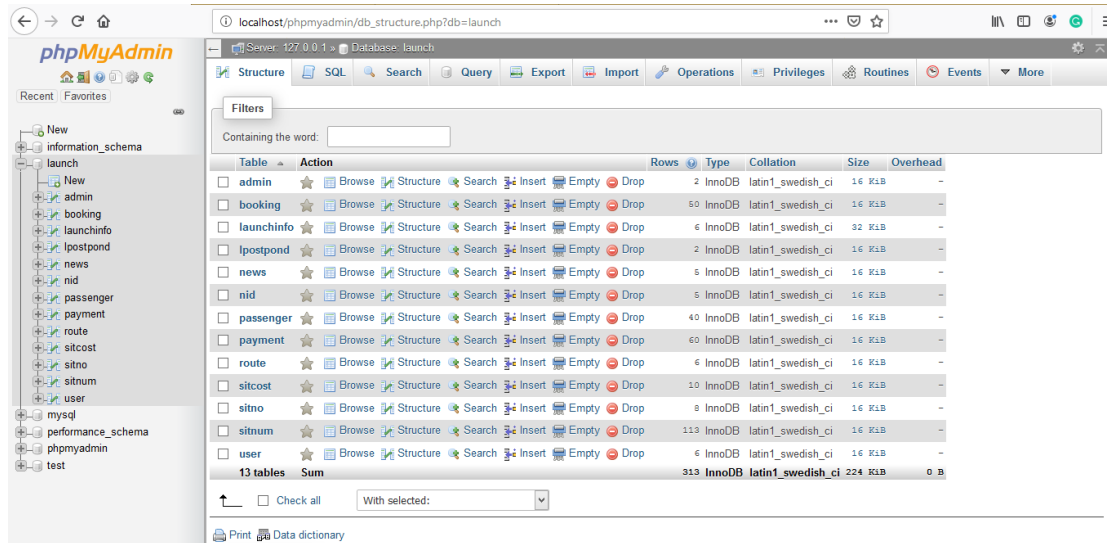 localhost/phpmyadmin/db_structure.php?db=launch
phpMyAdmin
Recent Favorites
New
information_schema
launch
New
admin
booking
launchinfo
lpostpond
news
nid
passenger
payment
route
sitcost
sitno
sitnum
user
mysql
performance_schema
phpmyadmin
test
Server: 127.0.0.1 » Database: launch
Structure SQL Search Query Export Import Operations Privileges Routines Events More
Filters
Containing the word:
Table Action Rows Type Collation Size Overhead
admin Browse Structure Search Insert Empty Drop 2 InnoDB latin1_swedish_ci 16 KiB -
booking Browse Structure Search Insert Empty Drop 50 InnoDB latin1_swedish_ci 16 KiB -
launchinfo Browse Structure Search Insert Empty Drop 6 InnoDB latin1_swedish_ci 32 KiB -
lpostpond Browse Structure Search Insert Empty Drop 2 InnoDB latin1_swedish_ci 16 KiB -
news Browse Structure Search Insert Empty Drop 5 InnoDB latin1_swedish_ci 16 KiB -
nid Browse Structure Search Insert Empty Drop 5 InnoDB latin1_swedish_ci 16 KiB -
passenger Browse Structure Search Insert Empty Drop 40 InnoDB latin1_swedish_ci 16 KiB -
payment Browse Structure Search Insert Empty Drop 60 InnoDB latin1_swedish_ci 16 KiB -
route Browse Structure Search Insert Empty Drop 6 InnoDB latin1_swedish_ci 16 KiB -
sitcost Browse Structure Search Insert Empty Drop 10 InnoDB latin1_swedish_ci 16 KiB -
sitno Browse Structure Search Insert Empty Drop 8 InnoDB latin1_swedish_ci 16 KiB -
sitnum Browse Structure Search Insert Empty Drop 113 InnoDB latin1_swedish_ci 16 KiB -
user Browse Structure Search Insert Empty Drop 6 InnoDB latin1_swedish_ci 16 KiB -
13 tables Sum 313 InnoDB latin1_swedish_ci 224 KiB 0 B
Check all With selected:
Print Data dictionary